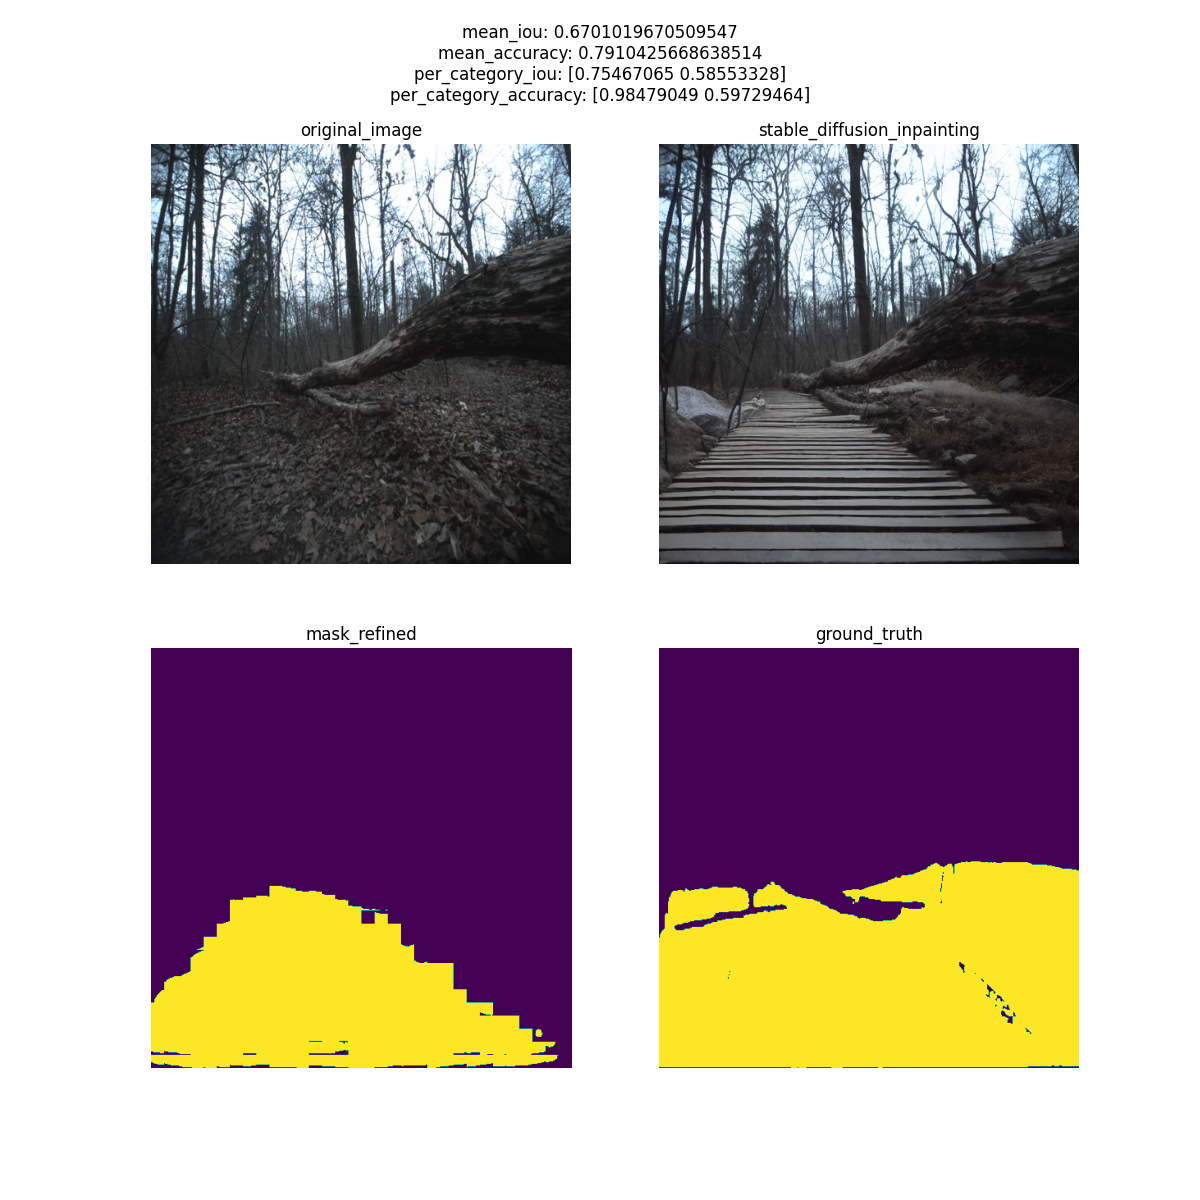 mean_iou: 0.6701019670509547
mean_accuracy: 0.7910425668638514
per_category_iou: [0.75467065 0.58553328]
per_category_accuracy: [0.98479049 0.59729464]
original_image
stable_diffusion_inpainting
mask_refined
ground_truth